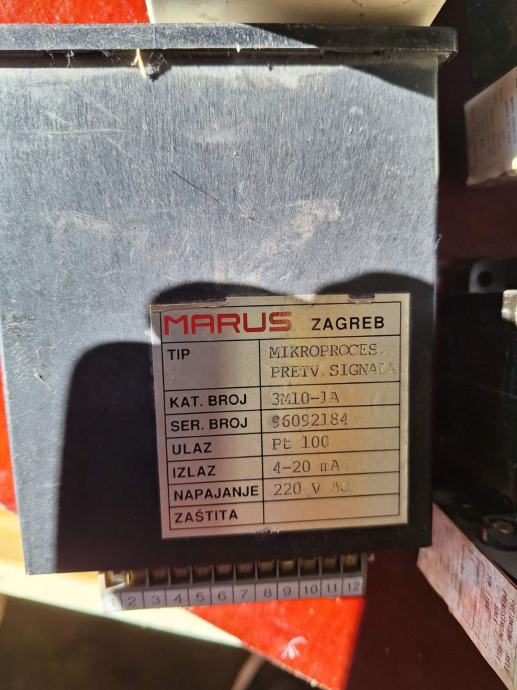 MARUS ZAGREB
TIP MIKROPROCES.
PRETV. SIGNALA
KAT. BROJ 3M10-1A
SER. BROJ 96092184
ULAZ Pt 100
IZLAZ 4-20 mA
NAPAJANJE 220 V AC
ZAŠTITA
1 2 3 4 5 6 7 8 9 10 11 12